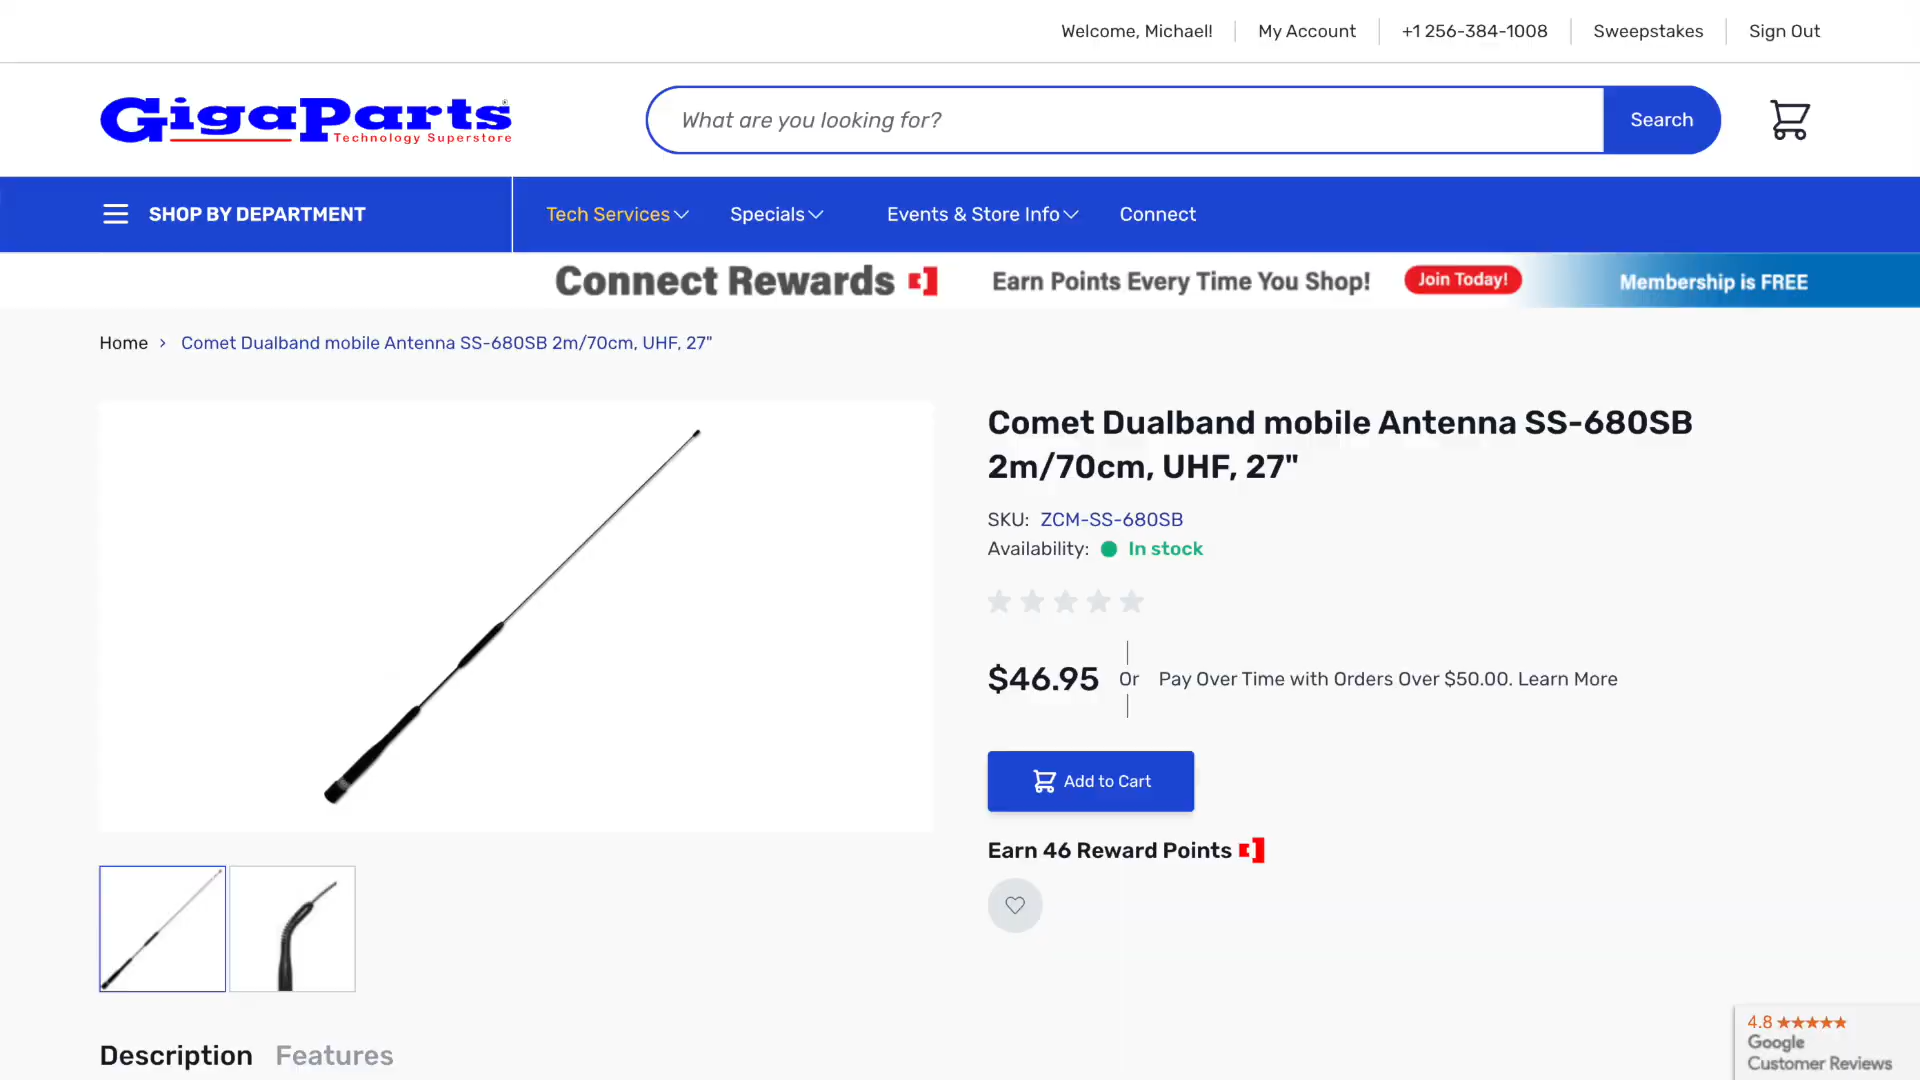 Welcome, Michael!
My Account
+1 256-384-1008
Sweepstakes
Sign Out
GigaParts
Technology Superstore
What are you looking for?
Search
SHOP BY DEPARTMENT
Tech Services
Specials
Events & Store Info
Connect
Connect Rewards
Earn Points Every Time You Shop!
Join Today!
Membership is FREE
Home
Comet Dualband mobile Antenna SS-680SB 2m/70cm, UHF, 27"
Comet Dualband mobile Antenna SS-680SB
2m/70cm, UHF, 27"
SKU: ZCM-SS-680SB
Availability: In stock
$46.95
Or
Pay Over Time with Orders Over $50.00. Learn More
Add to Cart
Earn 46 Reward Points
Description
Features
4.8
Google
Customer Reviews